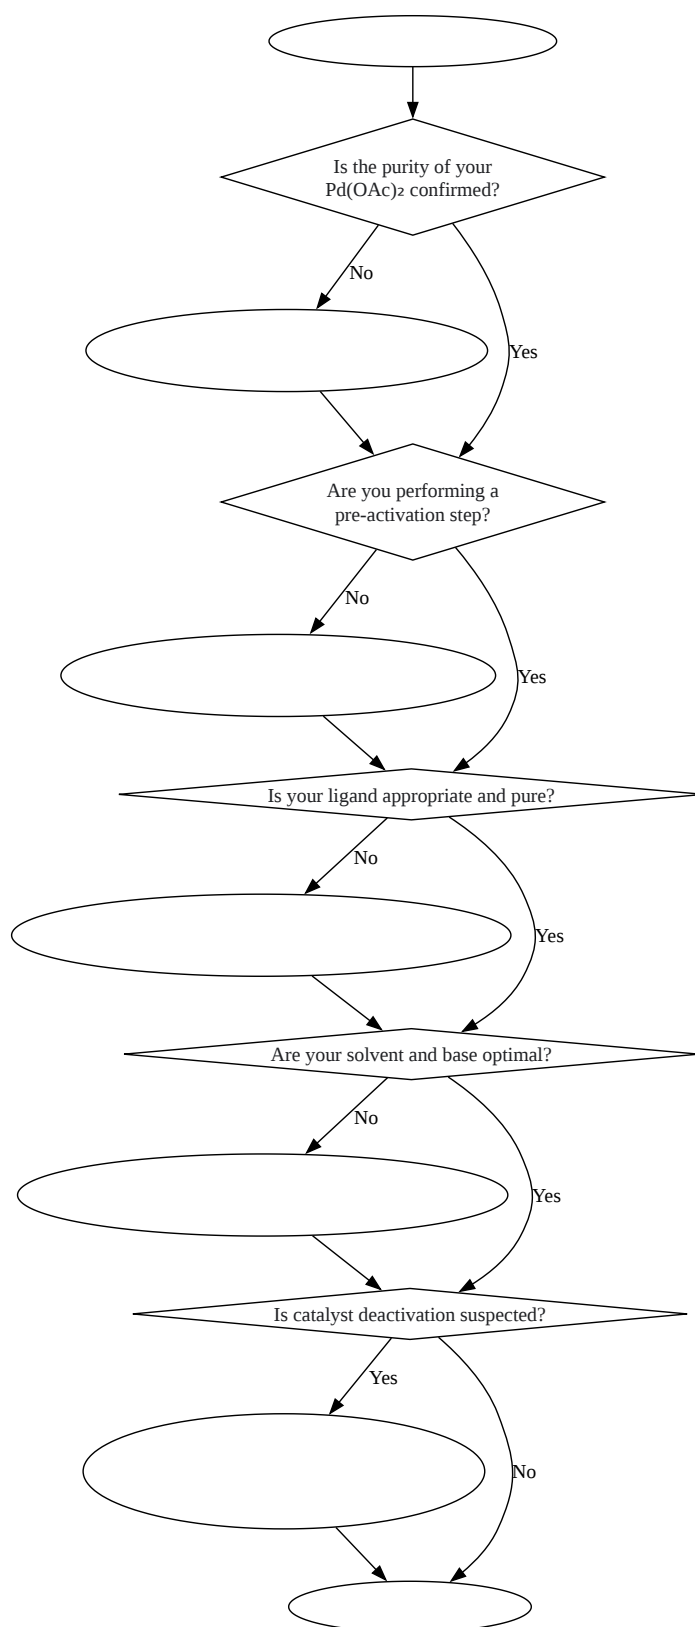 Is the purity of your
Pd(OAc)₂ confirmed?
No
Yes
Are you performing a
pre-activation step?
No
Yes
Is your ligand appropriate and pure?
No
Yes
Are your solvent and base optimal?
No
Yes
Is catalyst deactivation suspected?
Yes
No